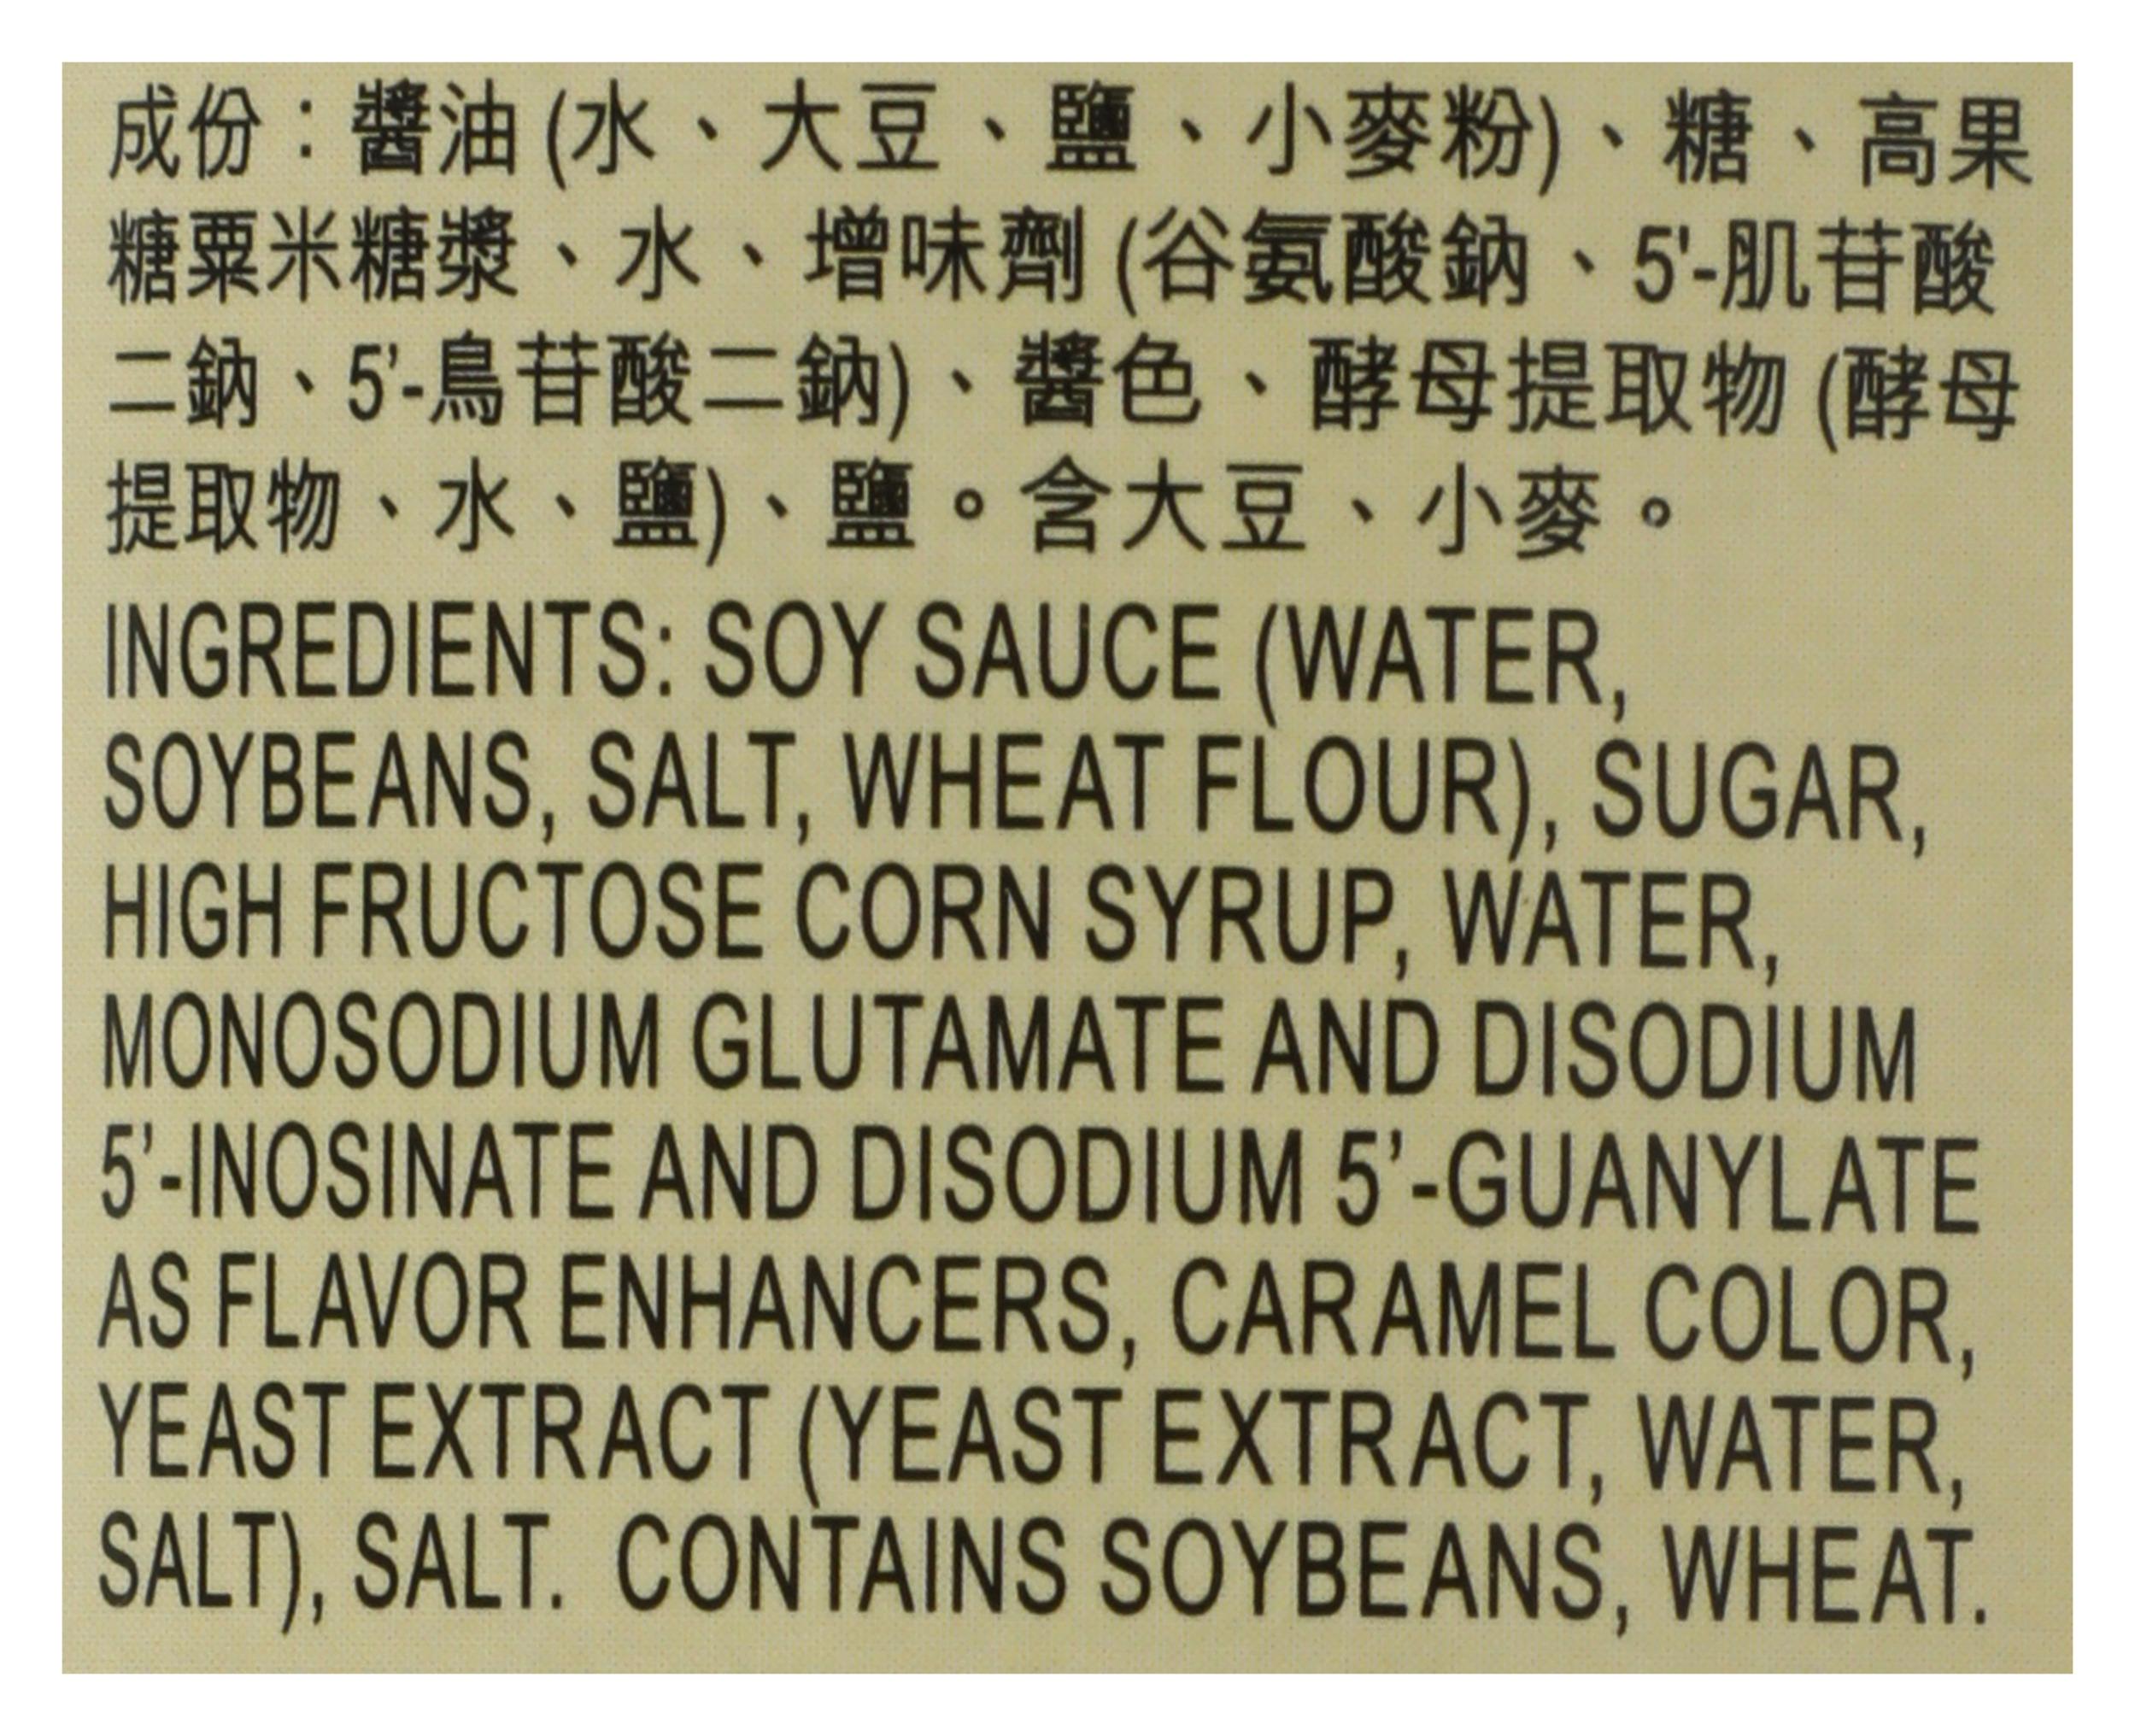 成份：醬油 (水、大豆、鹽、小麥粉)、糖、高果
糖粟米糖漿、水、增味劑 (谷氨酸鈉、5'-肌苷酸
二鈉、5’-鳥苷酸二鈉)、醬色、酵母提取物 (酵母
提取物、水、鹽)、鹽。含大豆、小麥。
INGREDIENTS: SOY SAUCE (WATER,
SOYBEANS, SALT, WHEAT FLOUR), SUGAR,
HIGH FRUCTOSE CORN SYRUP, WATER,
MONOSODIUM GLUTAMATE AND DISODIUM
5’-INOSINATE AND DISODIUM 5’-GUANYLATE
AS FLAVOR ENHANCERS, CARAMEL COLOR,
YEAST EXTRACT (YEAST EXTRACT, WATER,
SALT), SALT. CONTAINS SOYBEANS, WHEAT.